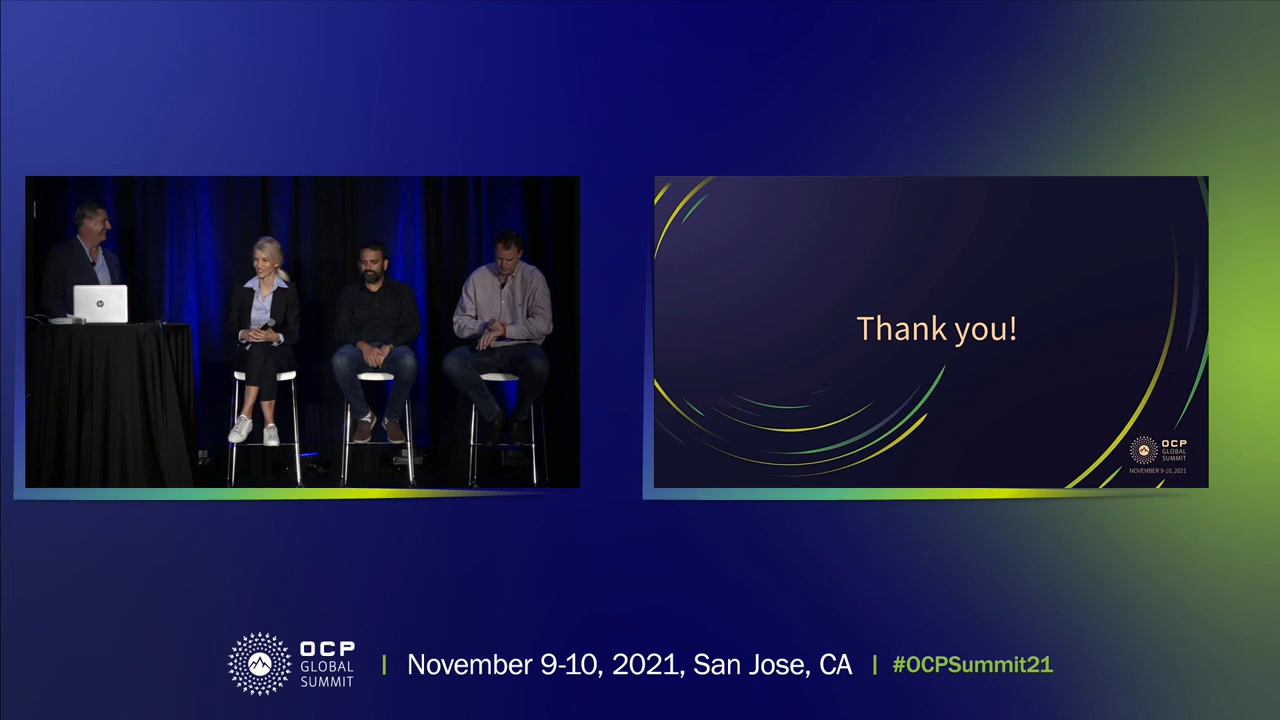 Thank you!
OCP
GLOBAL
SUMMIT
NOVEMBER 9-10, 2021
OCP
GLOBAL
SUMMIT
November 9-10, 2021, San Jose, CA
#OCPSummit21